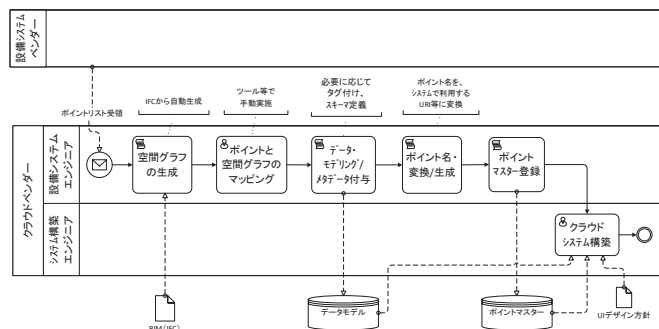 設備システム
ベンダー
ポイントリスト受領
IFCから自動生成
ツール等で
手動実施
必要に応じて
タグ付け、
スキーマ定義
ポイント名を、
システムで利用する
URI等に変換
クラウドベンダー
設備システム
エンジニア
空間グラフ
の生成
ポイントと
空間グラフの
マッピング
データ・
モデリング/
メタデータ付与
ポイント名・
変換/生成
ポイント
マスター登録
システム構築
エンジニア
クラウド
システム構築
BIM(IFC)
データモデル
ポイントマスター
UIデザイン方針